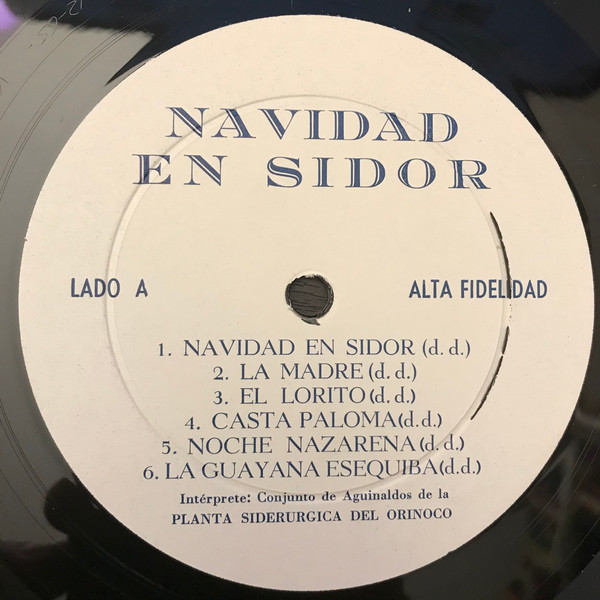 NAVIDAD
EN SIDOR
LADO A
ALTA FIDELIDAD
1. NAVIDAD EN SIDOR (d. d.)
2. LA MADRE (d. d.)
3. EL LORITO (d. d.)
4. CASTA PALOMA (d. d.)
5. NOCHE NAZARENA (d. d.)
6. LA GUAYANA ESEQUIBA (d. d.)
Intérprete: Conjunto de Aguinaldos de la
PLANTA SIDERURGICA DEL ORINOCO